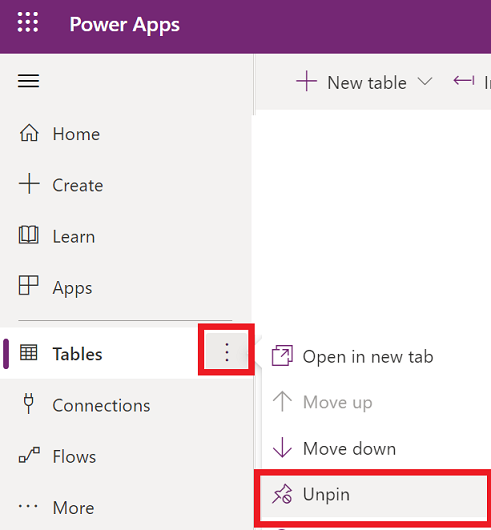 Power Apps
New table
Home
Create
Learn
Apps
Tables
Open in new tab
Move up
Connections
Move down
Flows
Unpin
More